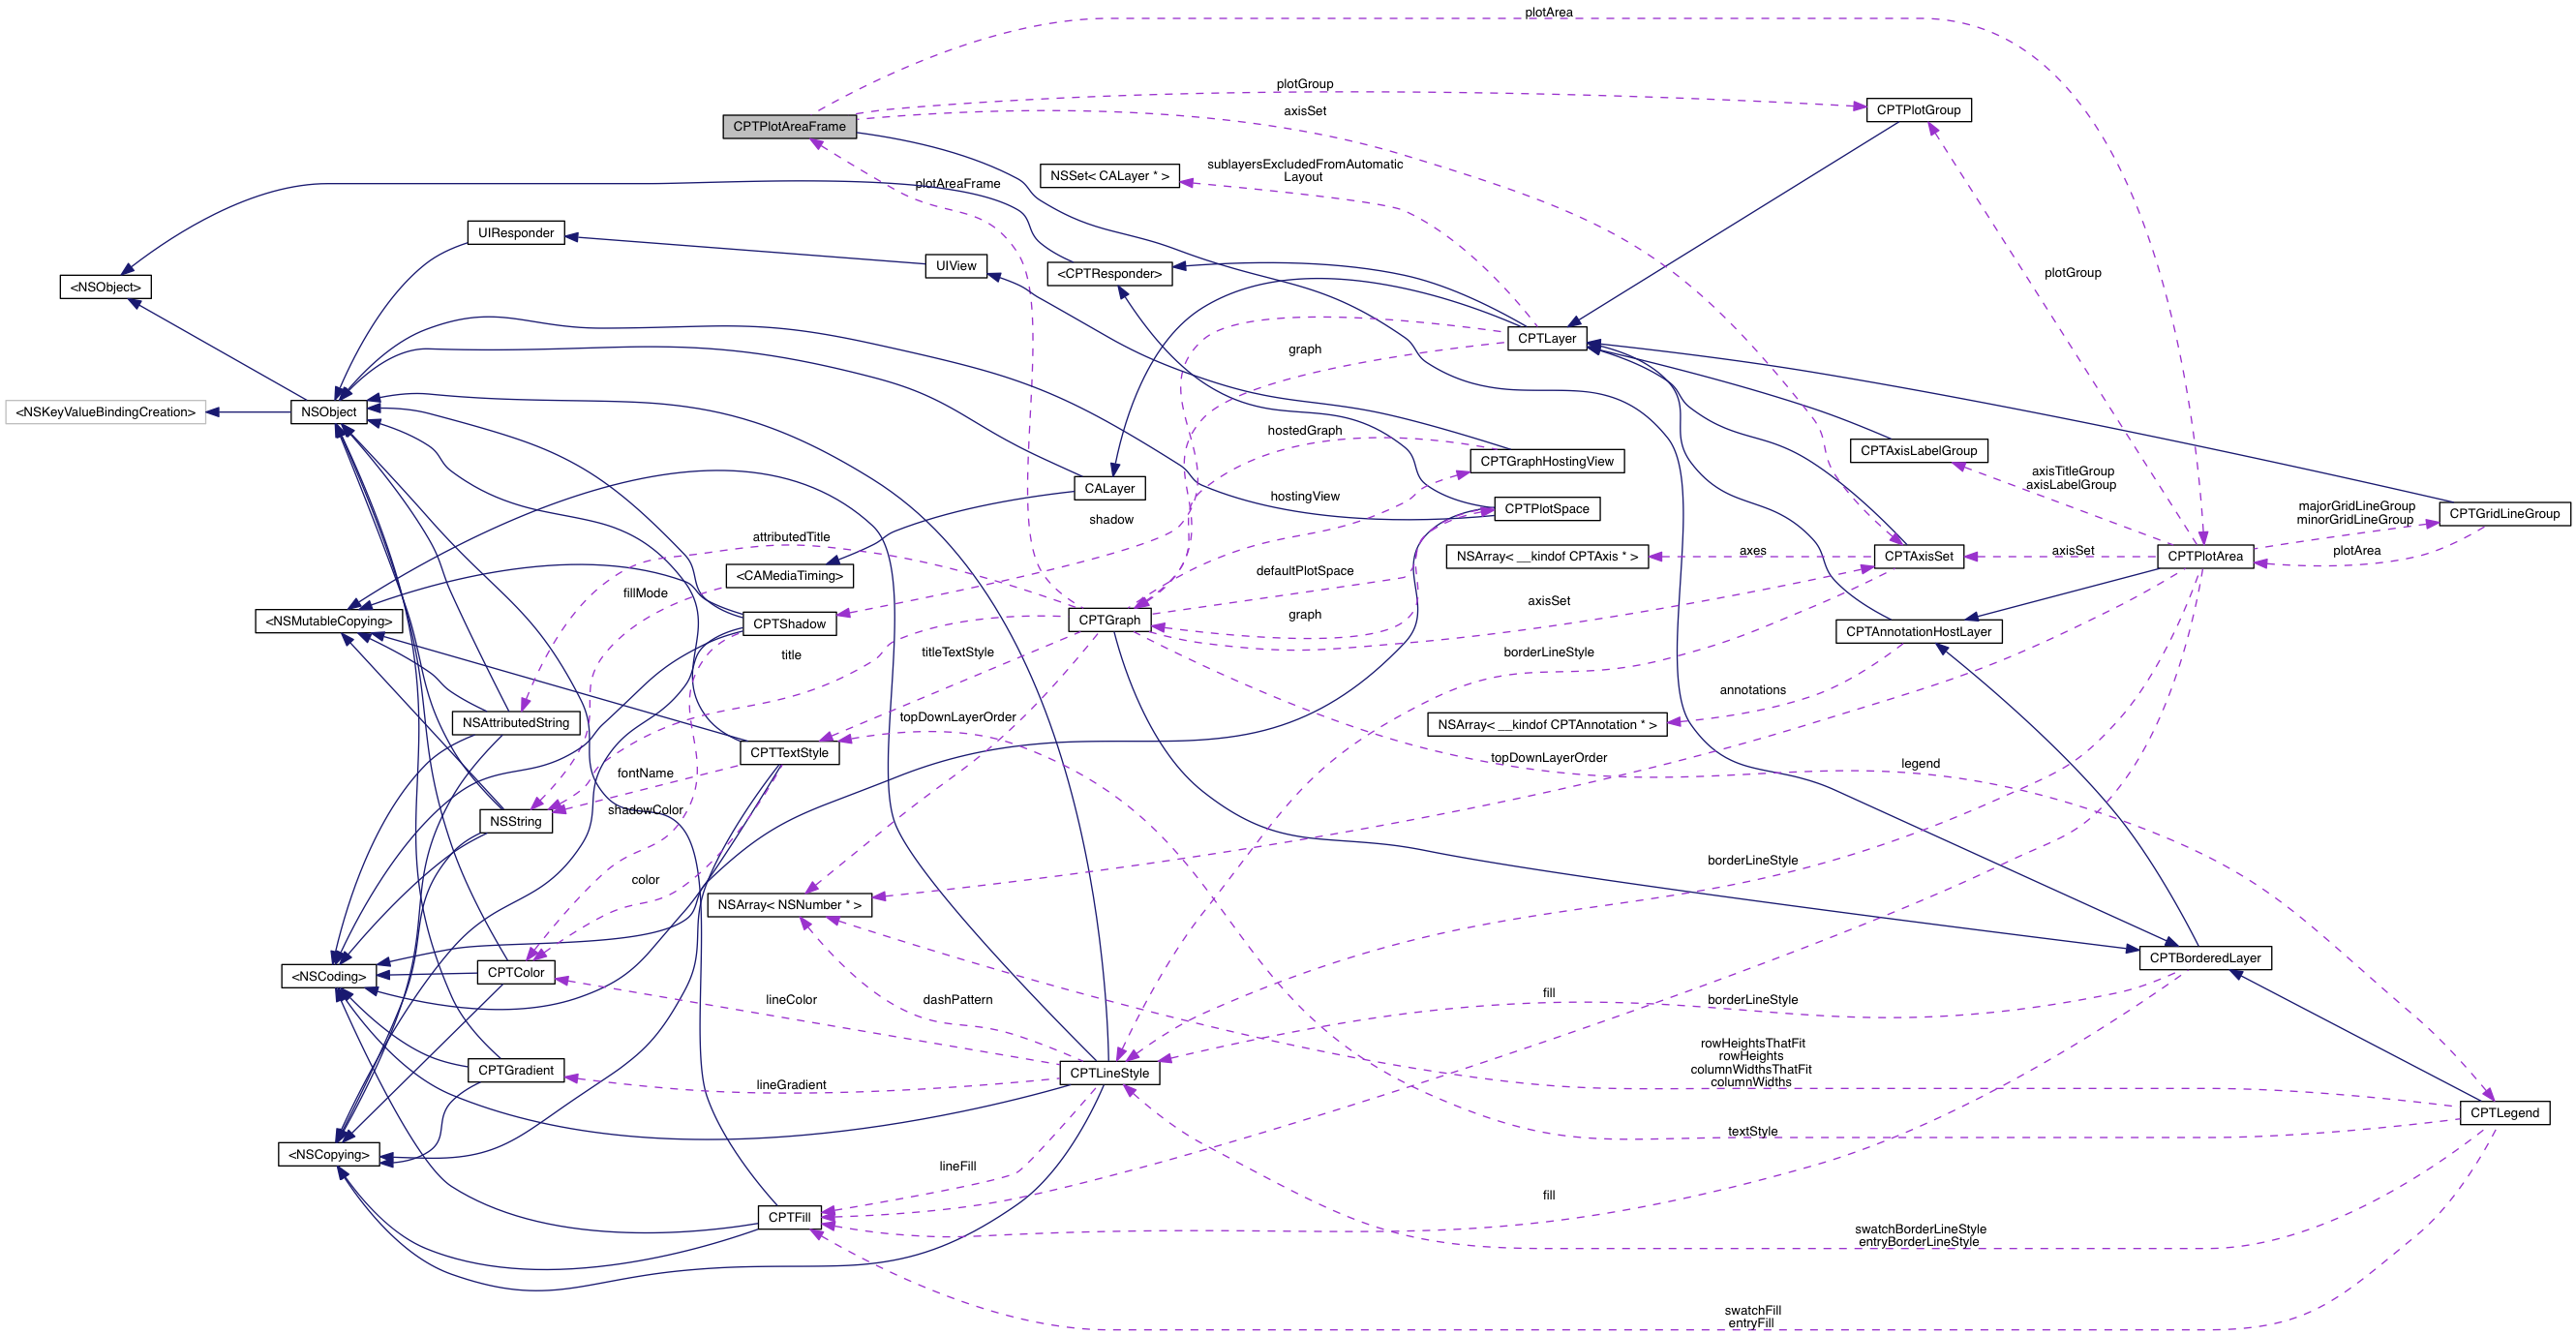 plotArea
plotGroup
CPTPlotGroup
axisSet
CPTPlotAreaFrame
sublayersExcludedFromAutomatic
Layout
NSSet< CALayer * >
plotAreaFrame
UIResponder
UIView
<CPTResponder>
plotGroup
<NSObject>
CPTLayer
graph
<NSKeyValueBindingCreation>
NSObject
hostedGraph
CPTGraphHostingView
CPTAxisLabelGroup
axisTitleGroup
axisLabelGroup
CALayer
hostingView
CPTPlotSpace
majorGridLineGroup
minorGridLineGroup
CPTGridLineGroup
shadow
attributedTitle
NSArray< __kindof CPTAxis * >
axes
CPTAxisSet
axisSet
CPTPlotArea
plotArea
<CAMediaTiming>
defaultPlotSpace
fillMode
axisSet
graph
<NSMutableCopying>
CPTShadow
CPTGraph
CPTAnnotationHostLayer
title
titleTextStyle
borderLineStyle
annotations
NSAttributedString
topDownLayerOrder
NSArray< __kindof CPTAnnotation * >
CPTTextStyle
topDownLayerOrder
legend
fontName
shadowColor
NSString
borderLineStyle
color
NSArray< NSNumber * >
CPTBorderedLayer
<NSCoding>
CPTColor
lineColor
dashPattern
fill
borderLineStyle
rowHeightsThatFit
rowHeights
columnWidthsThatFit
columnWidths
CPTGradient
lineGradient
CPTLineStyle
CPTLegend
textStyle
<NSCopying>
lineFill
fill
CPTFill
swatchBorderLineStyle
entryBorderLineStyle
swatchFill
entryFill